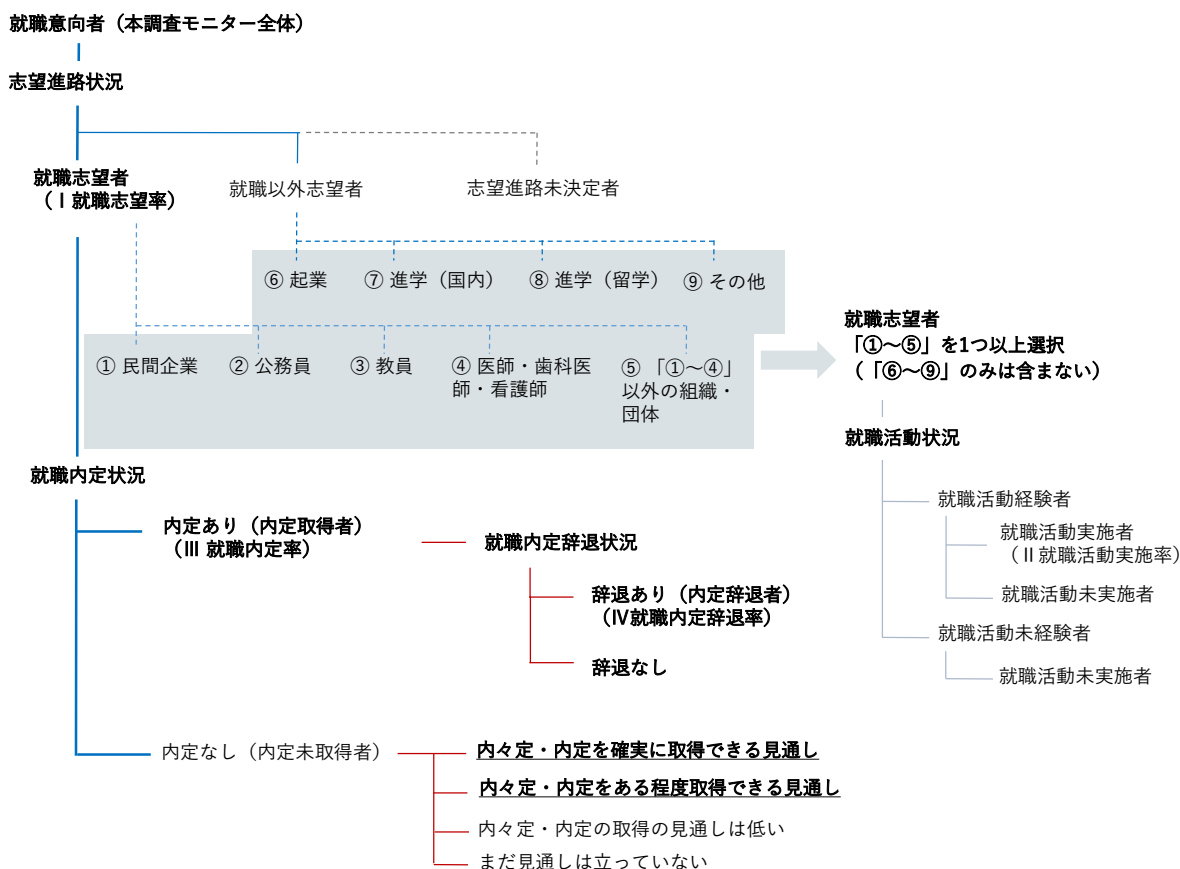 就職意向者（本調査モニター全体）
志望進路状況
就職志望者
（Ⅰ就職志望率）
就職以外志望者
志望進路未決定者
⑥ 起業
⑦ 進学（国内）
⑧ 進学（留学）
⑨ その他
① 民間企業
② 公務員
③ 教員
④ 医師・歯科医
師・看護師
⑤ 「①～④」
以外の組織・
団体
就職志望者
「①～⑤」を1つ以上選択
（「⑥～⑨」のみは含まない）
就職活動状況
就職活動経験者
就職活動実施者
（Ⅱ就職活動実施率）
就職活動未実施者
就職活動未経験者
就職活動未実施者
就職内定状況
内定あり（内定取得者）
（Ⅲ 就職内定率）
就職内定辞退状況
辞退あり（内定辞退者）
（Ⅳ就職内定辞退率）
辞退なし
内定なし（内定未取得者）
内々定・内定を確実に取得できる見通し
内々定・内定をある程度取得できる見通し
内々定・内定の取得の見通しは低い
まだ見通しは立っていない